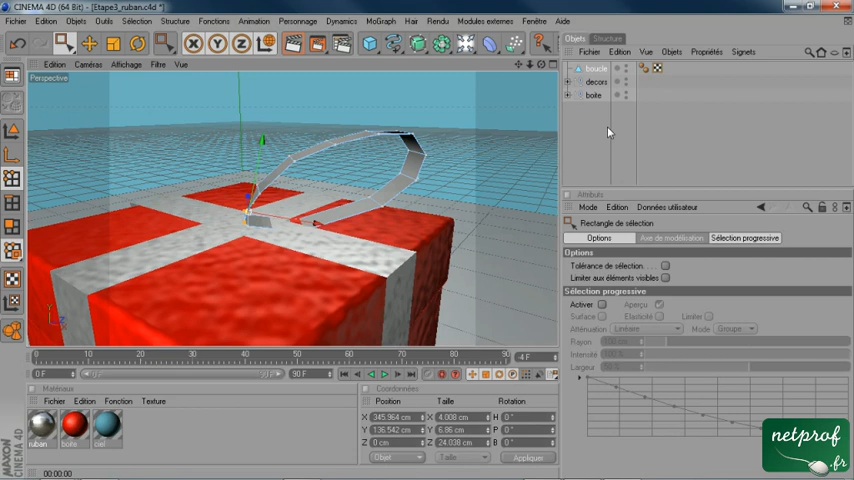 CINEMA 4D (64 Bit) - [Etape3_ruban.c4d *]
Fichier Edition Objets Outils Sélection Structure Fonctions Animation Personnages Dynamics MoGraph Hair Rendu Modules externes Fenêtre Aide
X Y Z
Objets Structure
Fichier Edition Vue Objets Propriétés Signets
boucle
decors
boite
Edition Caméras Affichage Filtre Vue
Perspective
Attributs
Mode Edition Données utilisateur
Rectangle de sélection
Options Axe de modélisation Sélection progressive
Options
Tolérance de sélection
Limiter aux éléments visibles
Sélection progressive
Activer Aperçu
Surface Elasticité Limiter
Atténuation Linéaire Mode Groupe
Rayon 100 cm
Intensité 100 %
Largeur 50 %
0 10 20 30 40 50 60 70 80 90 -4 F
0 F 0 F 90 F 90 F
Matériaux
Fichier Edition Fonction Texture
ruban boite ciel
Coordonnées
Position Taille Rotation
X 345.964 cm X 4.008 cm H 0 °
Y 136.542 cm Y 6.86 cm P 0 °
Z 0 cm Z 24.038 cm B 0 °
Objet Taille Appliquer
MAXON
CINEMA 4D
00:00:00
netprof
.fr